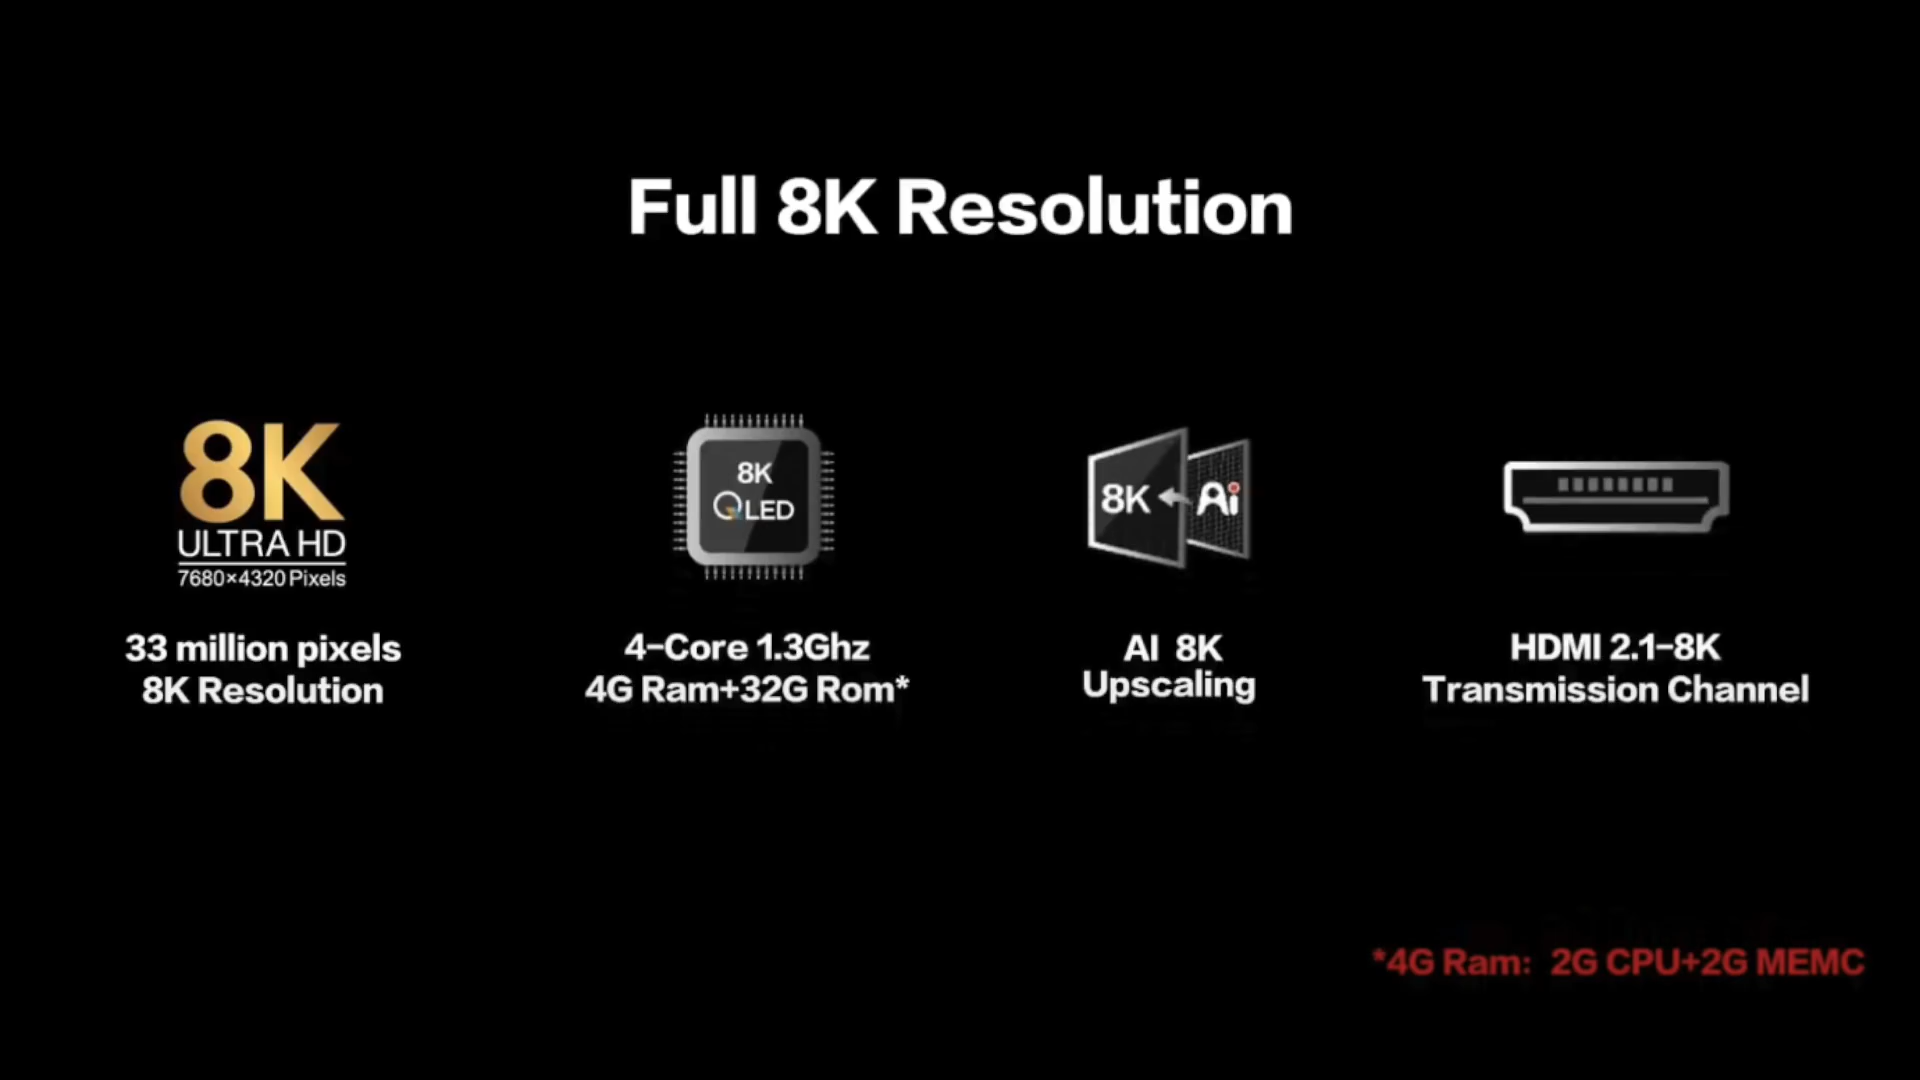 Full 8K Resolution
8K
ULTRA HD
7680×4320 Pixels
33 million pixels
8K Resolution
8K
QLED
4-Core 1.3Ghz
4G Ram+32G Rom*
8K Ai
AI 8K
Upscaling
HDMI 2.1-8K
Transmission Channel
*4G Ram: 2G CPU+2G MEMC